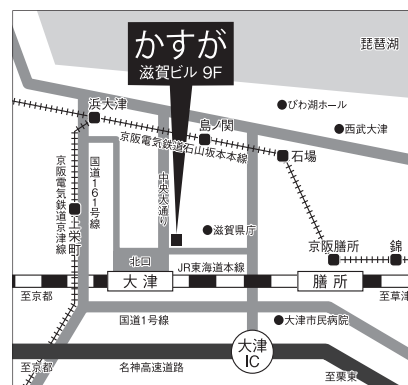 かすが
滋賀ビル 9F
琵琶湖
びわ湖ホール
西武大津
浜大津
島ノ関
石場
京阪電気鉄道石山坂本本線
京阪電気鉄道京津線
上栄町
国道161号線
中央大通り
滋賀県庁
京阪膳所
錦
北口
JR東海道本線
大津
膳所
至京都
至草津
国道1号線
大津市民病院
大津
IC
至京都
名神高速道路
至栗東